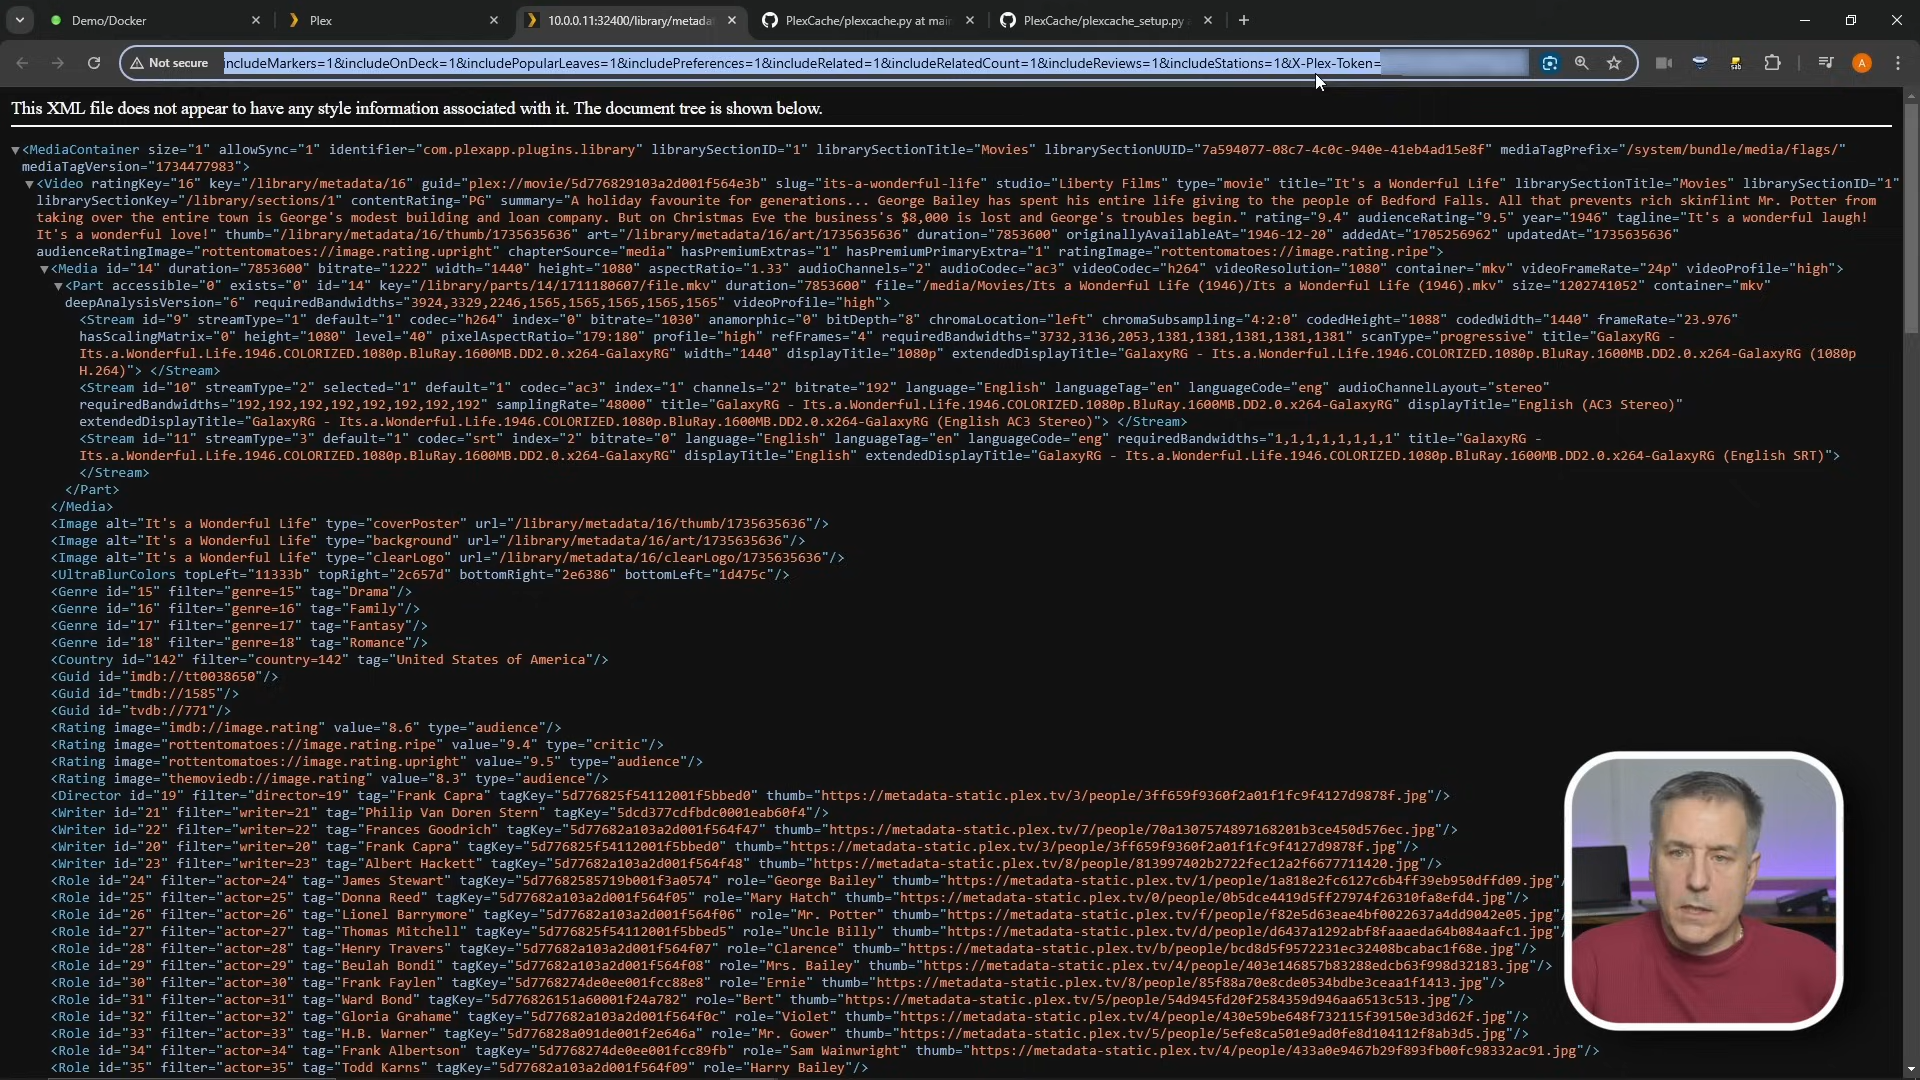 Demo/Docker
Plex
10.0.0.11:32400/library/metada
PlexCache/plexcache.py at main
PlexCache/plexcache_setup.py
Not secure
includeMarkers=1&includeOnDeck=1&includePopularLeaves=1&includePreferences=1&includeRelated=1&includeRelatedCount=1&includeReviews=1&includeStations=1&X-Plex-Token=
A
This XML file does not appear to have any style information associated with it. The document tree is shown below.
<MediaContainer size="1" allowSync="1" identifier="com.plexapp.plugins.library" librarySectionID="1" librarySectionTitle="Movies" librarySectionUUID="7a594077-08c7-4c0c-940e-41eb4ad15e8f" mediaTagPrefix="/system/bundle/media/flags/"
mediaTagVersion="1734477983">
<Video ratingKey="16" key="/library/metadata/16" guid="plex://movie/5d776829103a2d001f564e3b" slug="its-a-wonderful-life" studio="Liberty Films" type="movie" title="It's a Wonderful Life" librarySectionTitle="Movies" librarySectionID="1"
librarySectionKey="/library/sections/1" contentRating="PG" summary="A holiday favourite for generations... George Bailey has spent his entire life giving to the people of Bedford Falls. All that prevents rich skinflint Mr. Potter from
taking over the entire town is George's modest building and loan company. But on Christmas Eve the business's $8,000 is lost and George's troubles begin." rating="9.4" audienceRating="9.5" year="1946" tagline="It's a wonderful laugh!
It's a wonderful love!" thumb="/library/metadata/16/thumb/1735635636" art="/library/metadata/16/art/1735635636" duration="7853600" originallyAvailableAt="1946-12-20" addedAt="1705256962" updatedAt="1735635636"
audienceRatingImage="rottentomatoes://image.rating.upright" chapterSource="media" hasPremiumExtras="1" hasPremiumPrimaryExtra="1" ratingImage="rottentomatoes://image.rating.ripe">
<Media id="14" duration="7853600" bitrate="1222" width="1440" height="1080" aspectRatio="1.33" audioChannels="2" audioCodec="ac3" videoCodec="h264" videoResolution="1080" container="mkv" videoFrameRate="24p" videoProfile="high">
<Part accessible="0" exists="0" id="14" key="/library/parts/14/1711180607/file.mkv" duration="7853600" file="/media/Movies/Its a Wonderful Life (1946)/Its a Wonderful Life (1946).mkv" size="1202741052" container="mkv"
deepAnalysisVersion="6" requiredBandwidths="3924,3329,2246,1565,1565,1565,1565,1565" videoProfile="high">
<Stream id="9" streamType="1" default="1" codec="h264" index="0" bitrate="1030" anamorphic="0" bitDepth="8" chromaLocation="left" chromaSubsampling="4:2:0" codedHeight="1088" codedWidth="1440" frameRate="23.976"
hasScalingMatrix="0" height="1080" level="40" pixelAspectRatio="179:180" profile="high" refFrames="4" requiredBandwidths="3732,3136,2053,1381,1381,1381,1381,1381" scanType="progressive" title="GalaxyRG -
Its.a.Wonderful.Life.1946.COLORIZED.1080p.BluRay.1600MB.DD2.0.x264-GalaxyRG" width="1440" displayTitle="1080p" extendedDisplayTitle="GalaxyRG - Its.a.Wonderful.Life.1946.COLORIZED.1080p.BluRay.1600MB.DD2.0.x264-GalaxyRG (1080p
H.264)"> </Stream>
<Stream id="10" streamType="2" selected="1" default="1" codec="ac3" index="1" channels="2" bitrate="192" language="English" languageTag="en" languageCode="eng" audioChannelLayout="stereo"
requiredBandwidths="192,192,192,192,192,192,192,192" samplingRate="48000" title="GalaxyRG - Its.a.Wonderful.Life.1946.COLORIZED.1080p.BluRay.1600MB.DD2.0.x264-GalaxyRG" displayTitle="English (AC3 Stereo)"
extendedDisplayTitle="GalaxyRG - Its.a.Wonderful.Life.1946.COLORIZED.1080p.BluRay.1600MB.DD2.0.x264-GalaxyRG (English AC3 Stereo)"> </Stream>
<Stream id="11" streamType="3" default="1" codec="srt" index="2" bitrate="0" language="English" languageTag="en" languageCode="eng" requiredBandwidths="1,1,1,1,1,1,1,1" title="GalaxyRG -
Its.a.Wonderful.Life.1946.COLORIZED.1080p.BluRay.1600MB.DD2.0.x264-GalaxyRG" displayTitle="English" extendedDisplayTitle="GalaxyRG - Its.a.Wonderful.Life.1946.COLORIZED.1080p.BluRay.1600MB.DD2.0.x264-GalaxyRG (English SRT)">
</Stream>
</Part>
</Media>
<Image alt="It's a Wonderful Life" type="coverPoster" url="/library/metadata/16/thumb/1735635636"/>
<Image alt="It's a Wonderful Life" type="background" url="/library/metadata/16/art/1735635636"/>
<Image alt="It's a Wonderful Life" type="clearLogo" url="/library/metadata/16/clearLogo/1735635636"/>
<UltraBlurColors topLeft="11333b" topRight="2c657d" bottomRight="2e6386" bottomLeft="1d475c"/>
<Genre id="15" filter="genre=15" tag="Drama"/>
<Genre id="16" filter="genre=16" tag="Family"/>
<Genre id="17" filter="genre=17" tag="Fantasy"/>
<Genre id="18" filter="genre=18" tag="Romance"/>
<Country id="142" filter="country=142" tag="United States of America"/>
<Guid id="imdb://tt0038650"/>
<Guid id="tmdb://1585"/>
<Guid id="tvdb://771"/>
<Rating image="imdb://image.rating" value="8.6" type="audience"/>
<Rating image="rottentomatoes://image.rating.ripe" value="9.4" type="critic"/>
<Rating image="rottentomatoes://image.rating.upright" value="9.5" type="audience"/>
<Rating image="themoviedb://image.rating" value="8.3" type="audience"/>
<Director id="19" filter="director=19" tag="Frank Capra" tagKey="5d776825f54112001f5bbed0" thumb="https://metadata-static.plex.tv/3/people/3ff659f9360f2a01f1fc9f4127d9878f.jpg"/>
<Writer id="21" filter="writer=21" tag="Philip Van Doren Stern" tagKey="5dcd377cdfbdc0001eab60f4"/>
<Writer id="22" filter="writer=22" tag="Frances Goodrich" tagKey="5d77682a103a2d001f564f47" thumb="https://metadata-static.plex.tv/7/people/70a1307574897168201b3ce450d576ec.jpg"/>
<Writer id="20" filter="writer=20" tag="Frank Capra" tagKey="5d776825f54112001f5bbed0" thumb="https://metadata-static.plex.tv/3/people/3ff659f9360f2a01f1fc9f4127d9878f.jpg"/>
<Writer id="23" filter="writer=23" tag="Albert Hackett" tagKey="5d77682a103a2d001f564f48" thumb="https://metadata-static.plex.tv/8/people/813997402b2722fec12a2f6677711420.jpg"/>
<Role id="24" filter="actor=24" tag="James Stewart" tagKey="5d77682585719b001f3a0574" role="George Bailey" thumb="https://metadata-static.plex.tv/1/people/1a818e2fc6127c6b4ff39eb950dffd09.jpg"/
<Role id="25" filter="actor=25" tag="Donna Reed" tagKey="5d77682a103a2d001f564f05" role="Mary Hatch" thumb="https://metadata-static.plex.tv/0/people/0b5dce4419d5ff27974f26310fa8efd4.jpg"/>
<Role id="26" filter="actor=26" tag="Lionel Barrymore" tagKey="5d77682a103a2d001f564f06" role="Mr. Potter" thumb="https://metadata-static.plex.tv/f/people/f82e5d63eae4bf0022637a4dd9042e05.jpg"/
<Role id="27" filter="actor=27" tag="Thomas Mitchell" tagKey="5d776825f54112001f5bbed5" role="Uncle Billy" thumb="https://metadata-static.plex.tv/d/people/d6437a1292abf8faaaeda64b084aafc1.jpg"/
<Role id="28" filter="actor=28" tag="Henry Travers" tagKey="5d77682a103a2d001f564f07" role="Clarence" thumb="https://metadata-static.plex.tv/b/people/bcd8d5f9572231ec32408bcabac1f68e.jpg"/>
<Role id="29" filter="actor=29" tag="Beulah Bondi" tagKey="5d77682a103a2d001f564f08" role="Mrs. Bailey" thumb="https://metadata-static.plex.tv/4/people/403e146857b83288edcb63f998d32183.jpg"/>
<Role id="30" filter="actor=30" tag="Frank Faylen" tagKey="5d7768274de0ee001fcc88e8" role="Ernie" thumb="https://metadata-static.plex.tv/8/people/85f88a70e8cde0534bdbe3ceaa1f1413.jpg"/>
<Role id="31" filter="actor=31" tag="Ward Bond" tagKey="5d776826151a60001f24a782" role="Bert" thumb="https://metadata-static.plex.tv/5/people/54d945fd20f2584359d946aa6513c513.jpg"/>
<Role id="32" filter="actor=32" tag="Gloria Grahame" tagKey="5d77682a103a2d001f564f0c" role="Violet" thumb="https://metadata-static.plex.tv/4/people/430e59be648f732115f39150e3d3d62f.jpg"/>
<Role id="33" filter="actor=33" tag="H.B. Warner" tagKey="5d776828a091de001f2e646a" role="Mr. Gower" thumb="https://metadata-static.plex.tv/5/people/5efe8ca501e9ad0fe8d104112f8ab3d5.jpg"/>
<Role id="34" filter="actor=34" tag="Frank Albertson" tagKey="5d7768274de0ee001fcc89fb" role="Sam Wainwright" thumb="https://metadata-static.plex.tv/4/people/433a0e9467b29f893fb00fc98332ac91.jpg"/>
<Role id="35" filter="actor=35" tag="Todd Karns" tagKey="5d77682a103a2d001f564f09" role="Harry Bailey"/>